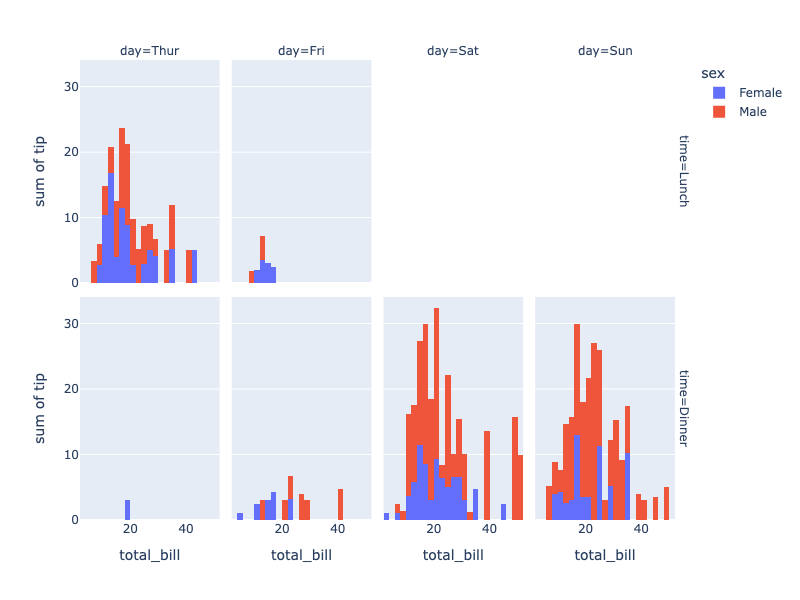 day=Thur
day=Fri
day=Sat
day=Sun
sex
Female
Male
30
20
10
0
sum of tip
time=Lunch
30
20
10
0
sum of tip
time=Dinner
20
40
20
40
20
40
20
40
total_bill
total_bill
total_bill
total_bill